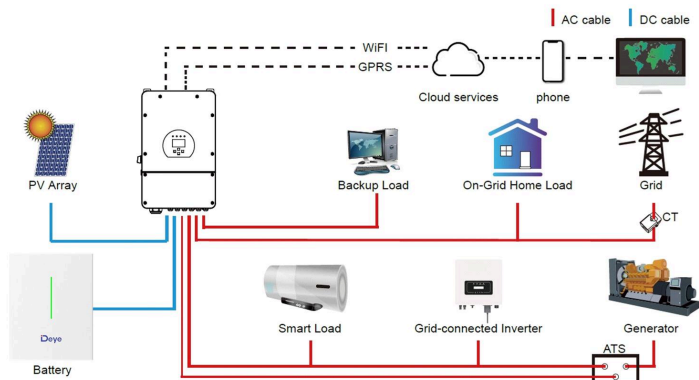 AC cable
DC cable
WiFI
GPRS
Cloud services
phone
PV Array
Backup Load
On-Grid Home Load
Grid
CT
Deye
Battery
Smart Load
Grid-connected Inverter
Generator
ATS